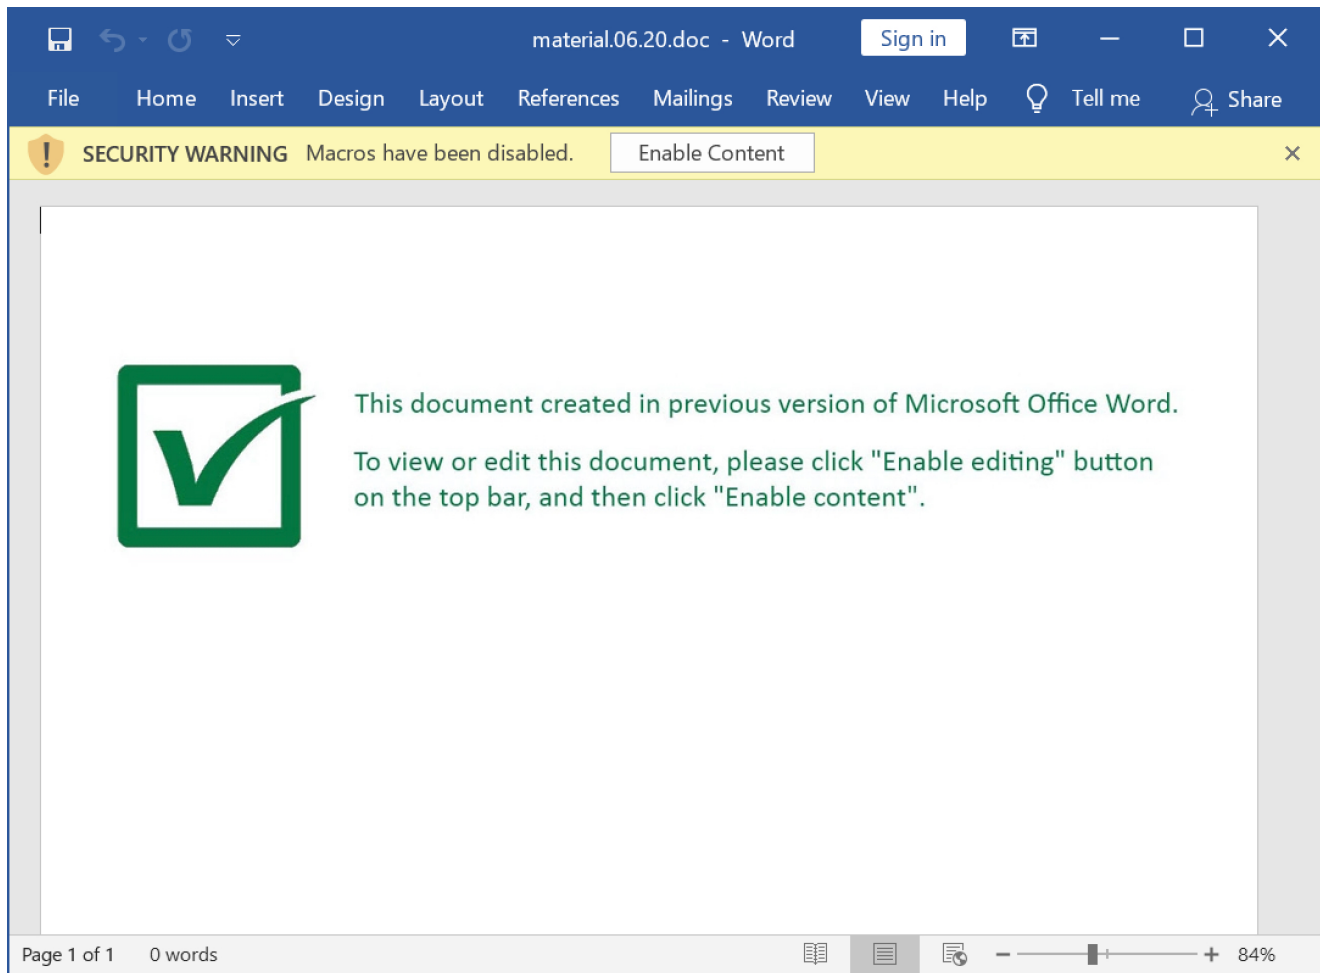 material.06.20.doc - Word Sign in
File Home Insert Design Layout References Mailings Review View Help Tell me Share
SECURITY WARNING Macros have been disabled. Enable Content
This document created in previous version of Microsoft Office Word.
To view or edit this document, please click "Enable editing" button
on the top bar, and then click "Enable content".
Page 1 of 1 0 words 84%